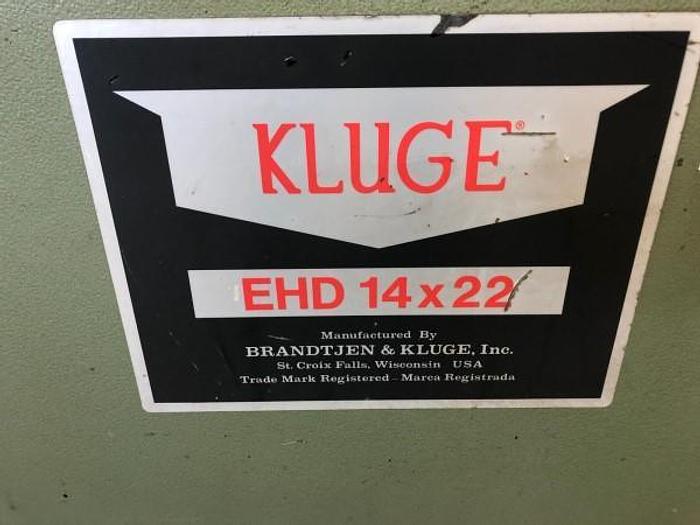 KLUGE®
EHD 14 x 22
Manufactured By
BRANDTJEN & KLUGE, Inc.
St. Croix Falls, Wisconsin USA
Trade Mark Registered - Marca Registrada